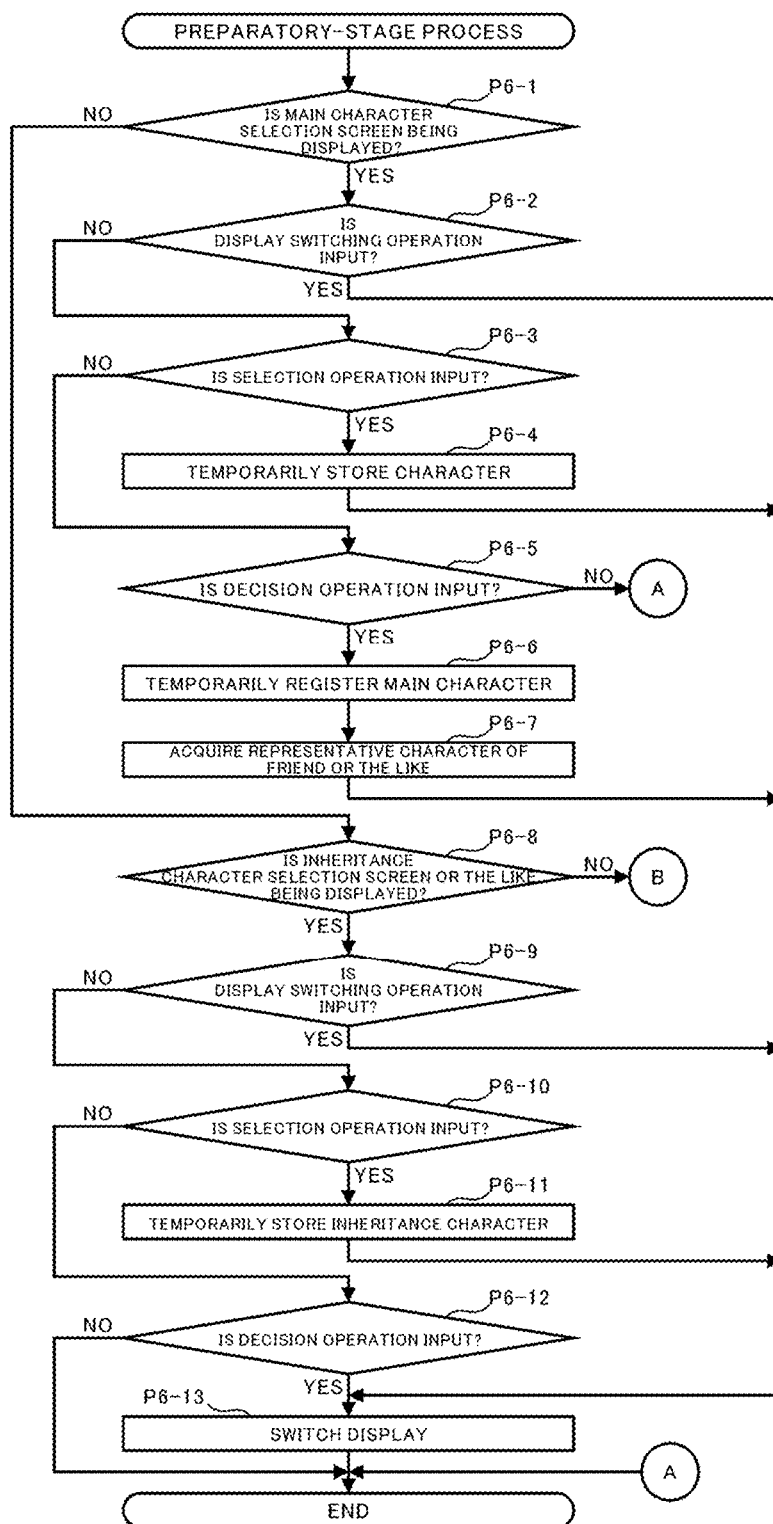 PREPARATORY-STAGE PROCESS
P6-1
IS MAIN CHARACTER
SELECTION SCREEN BEING
DISPLAYED?
NO
YES
P6-2
IS
DISPLAY SWITCHING OPERATION
INPUT?
NO
YES
P6-3
IS SELECTION OPERATION INPUT?
NO
YES
P6-4
TEMPORARILY STORE CHARACTER
P6-5
IS DECISION OPERATION INPUT?
NO
A
YES
P6-6
TEMPORARILY REGISTER MAIN CHARACTER
P6-7
ACQUIRE REPRESENTATIVE CHARACTER OF
FRIEND OR THE LIKE
P6-8
IS INHERITANCE
CHARACTER SELECTION SCREEN OR THE LIKE
BEING DISPLAYED?
NO
B
YES
P6-9
IS
DISPLAY SWITCHING OPERATION
INPUT?
NO
YES
P6-10
IS SELECTION OPERATION INPUT?
NO
YES
P6-11
TEMPORARILY STORE INHERITANCE CHARACTER
P6-12
IS DECISION OPERATION INPUT?
NO
YES
P6-13
SWITCH DISPLAY
A
END